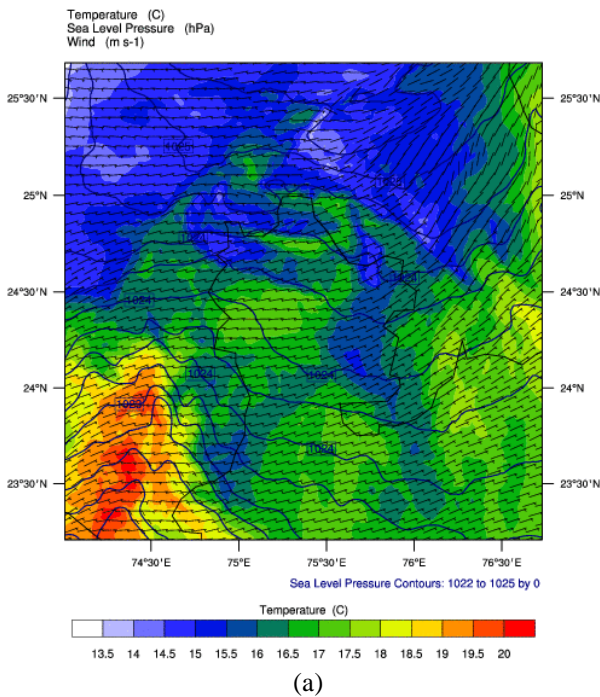 Temperature (C)
Sea Level Pressure (hPa)
Wind (m s-1)
25°30'N
25°30'N
1025
25°N
25°N
1024
24°30'N
1024
1024
24°30'N
24°N
1024
1024
24°N
1023
1024
23°30'N
23°30'N
74°30'E
75°E
75°30'E
76°E
76°30'E
Sea Level Pressure Contours: 1022 to 1025 by 0
Temperature (C)
13.5 14 14.5 15 15.5 16 16.5 17 17.5 18 18.5 19 19.5 20
(a)